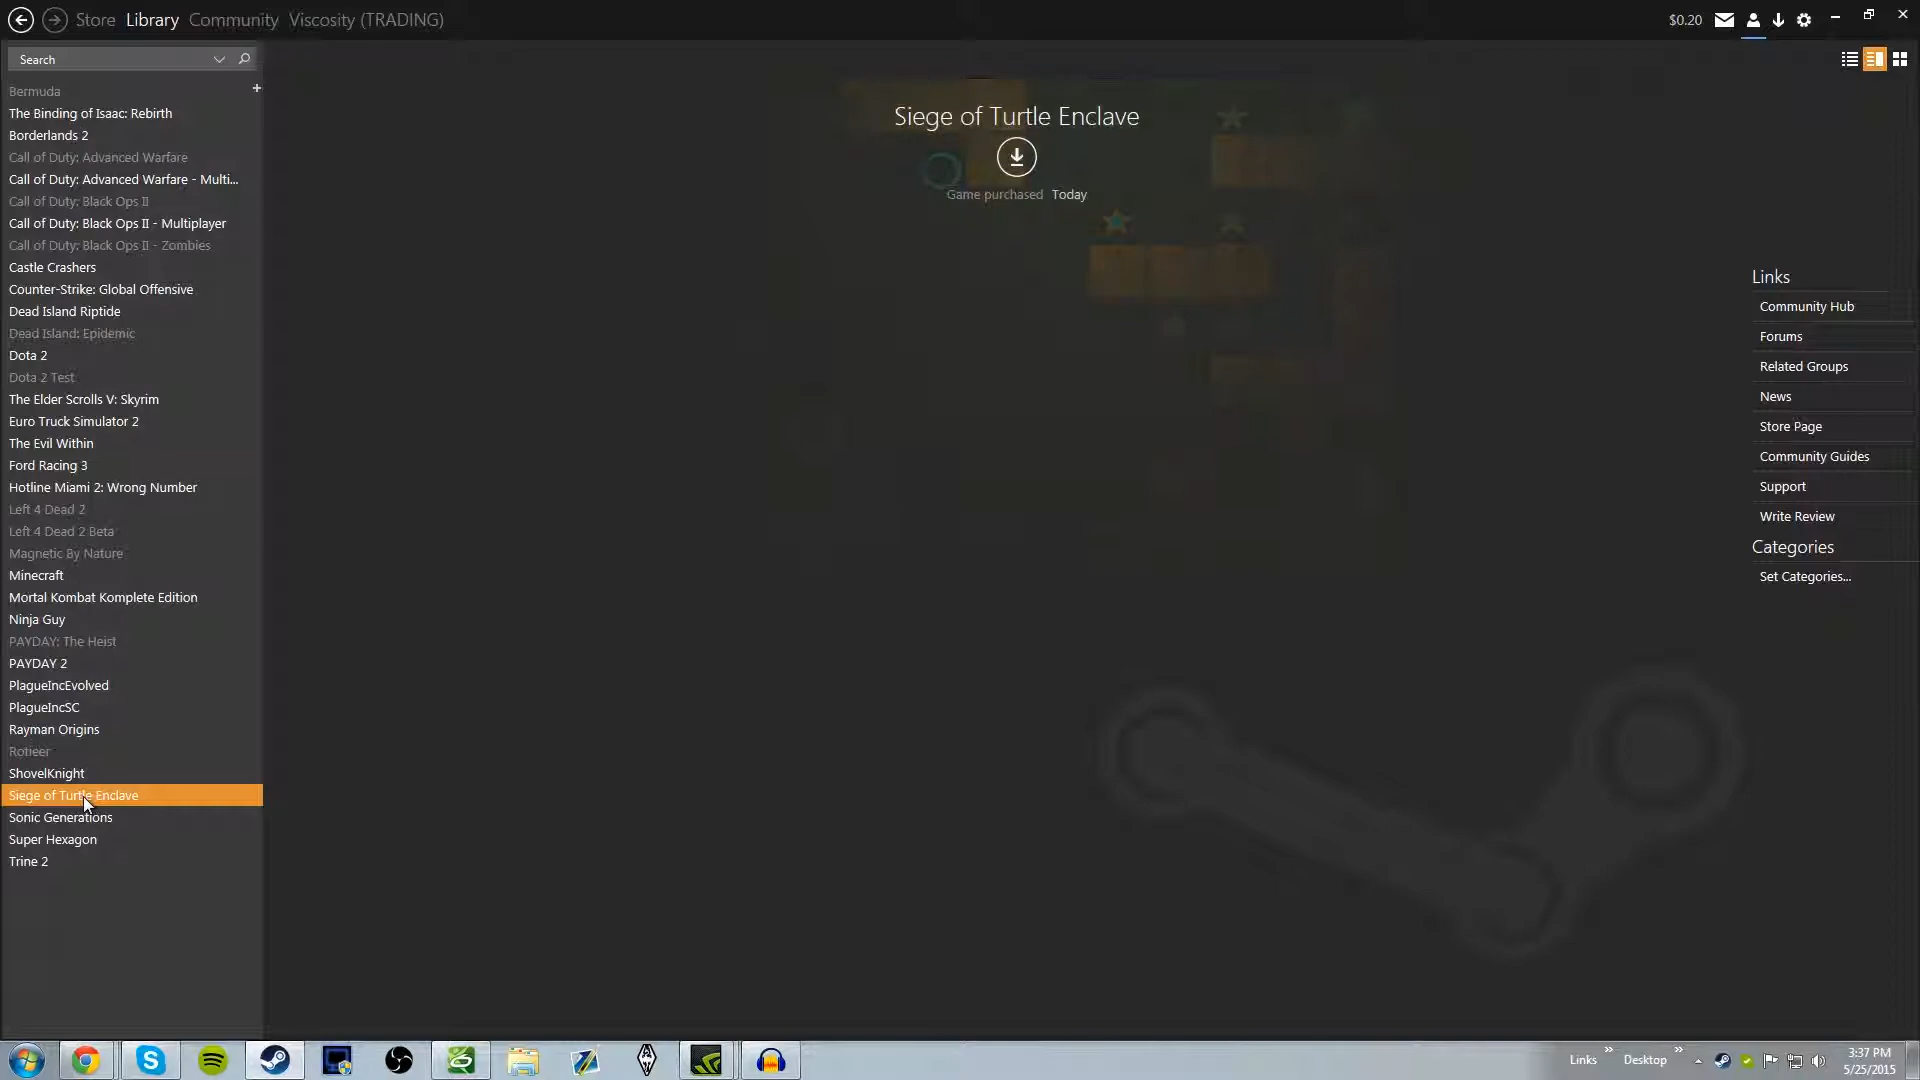 Store Library Community Viscosity (TRADING)
$0.20
Search
Bermuda
+
The Binding of Isaac: Rebirth
Borderlands 2
Call of Duty: Advanced Warfare
Call of Duty: Advanced Warfare - Multi...
Call of Duty: Black Ops II
Call of Duty: Black Ops II - Multiplayer
Call of Duty: Black Ops II - Zombies
Castle Crashers
Counter-Strike: Global Offensive
Dead Island Riptide
Dead Island: Epidemic
Dota 2
Dota 2 Test
The Elder Scrolls V: Skyrim
Euro Truck Simulator 2
The Evil Within
Ford Racing 3
Hotline Miami 2: Wrong Number
Left 4 Dead 2
Left 4 Dead 2 Beta
Magnetic By Nature
Minecraft
Mortal Kombat Komplete Edition
Ninja Guy
PAYDAY: The Heist
PAYDAY 2
PlagueIncEvolved
PlagueIncSC
Rayman Origins
Rotieer
ShovelKnight
Siege of Turtle Enclave
Sonic Generations
Super Hexagon
Trine 2
Siege of Turtle Enclave
Game purchased Today
Links
Community Hub
Forums
Related Groups
News
Store Page
Community Guides
Support
Write Review
Categories
Set Categories...
Links » Desktop »
3:37 PM
5/25/2015